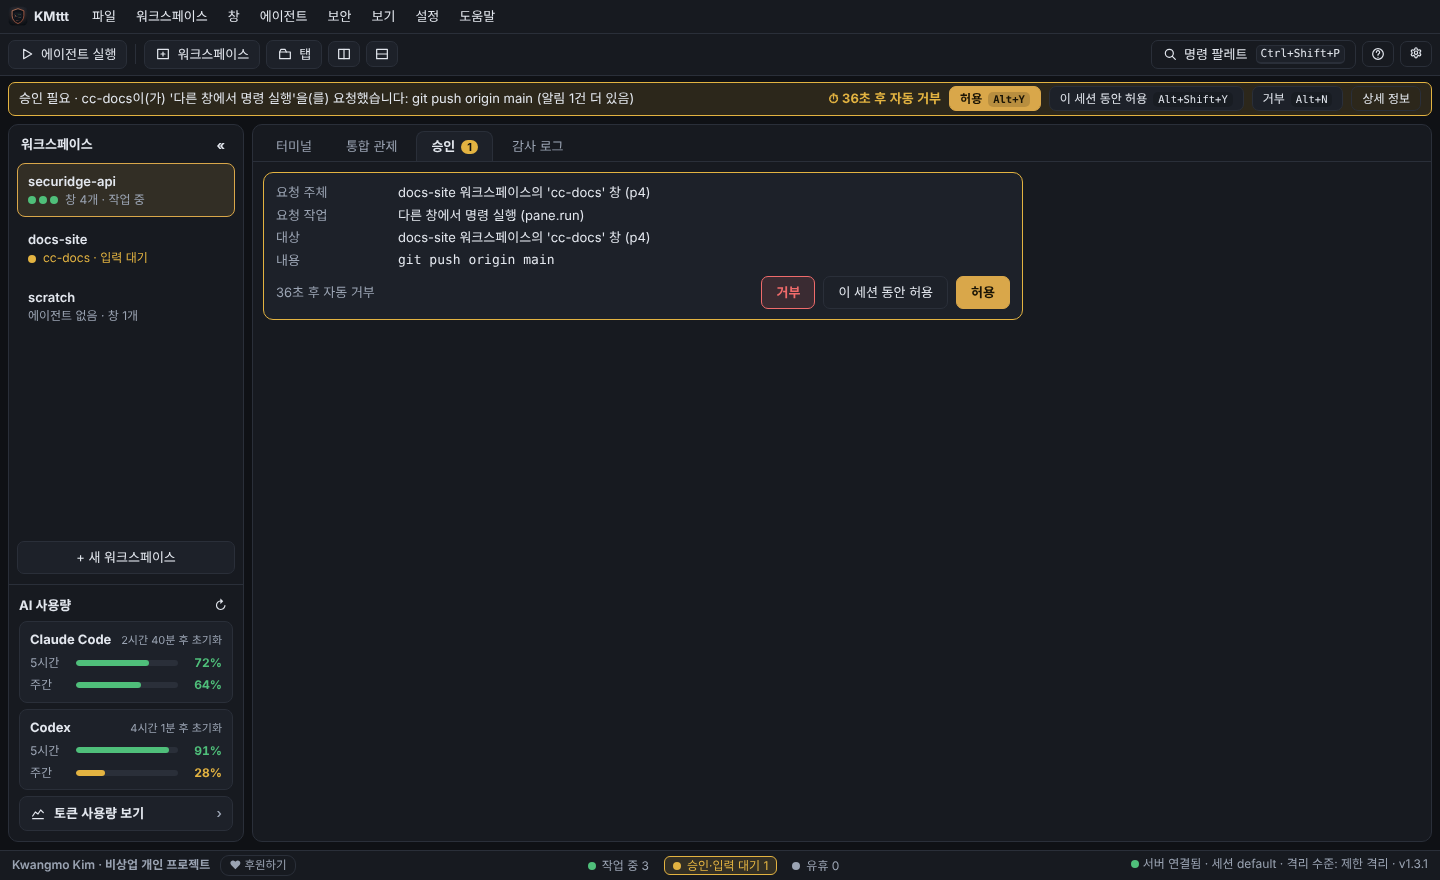 KMttt 파일 워크스페이스 창 에이전트 보안 보기 설정 도움말
에이전트 실행 워크스페이스 탭 명령 팔레트 Ctrl+Shift+P
승인 필요 · cc-docs이(가) '다른 창에서 명령 실행'을(를) 요청했습니다: git push origin main (알림 1건 더 있음) 36초 후 자동 거부 허용 Alt+Y 이 세션 동안 허용 Alt+Shift+Y 거부 Alt+N 상세 정보
워크스페이스 «
securidge-api
창 4개 · 작업 중
docs-site
cc-docs · 입력 대기
scratch
에이전트 없음 · 창 1개
+ 새 워크스페이스
AI 사용량
Claude Code 2시간 40분 후 초기화
5시간 72%
주간 64%
Codex 4시간 1분 후 초기화
5시간 91%
주간 28%
토큰 사용량 보기 ›
터미널 통합 관제 승인 1 감사 로그
요청 주체 docs-site 워크스페이스의 'cc-docs' 창 (p4)
요청 작업 다른 창에서 명령 실행 (pane.run)
대상 docs-site 워크스페이스의 'cc-docs' 창 (p4)
내용 git push origin main
36초 후 자동 거부 거부 이 세션 동안 허용 허용
Kwangmo Kim · 비상업 개인 프로젝트 후원하기 작업 중 3 승인·입력 대기 1 유휴 0 서버 연결됨 · 세션 default · 격리 수준: 제한 격리 · v1.3.1